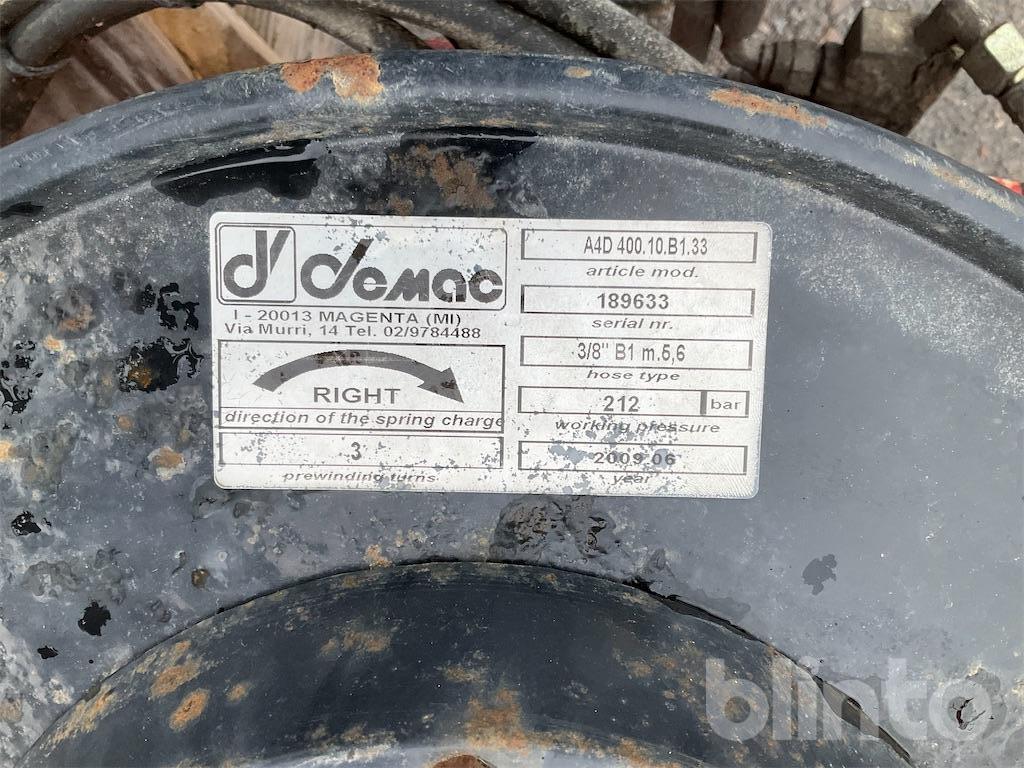 d demac
I - 20013 MAGENTA (MI)
Via Murri, 14 Tel. 02/9784488
RIGHT
direction of the spring charge
3
prewinding turns
A4D 400.10.B1.33
article mod.
189633
serial nr.
3/8" B1 m.5,6
hose type
212 bar
working pressure
2009.06
year
blinto